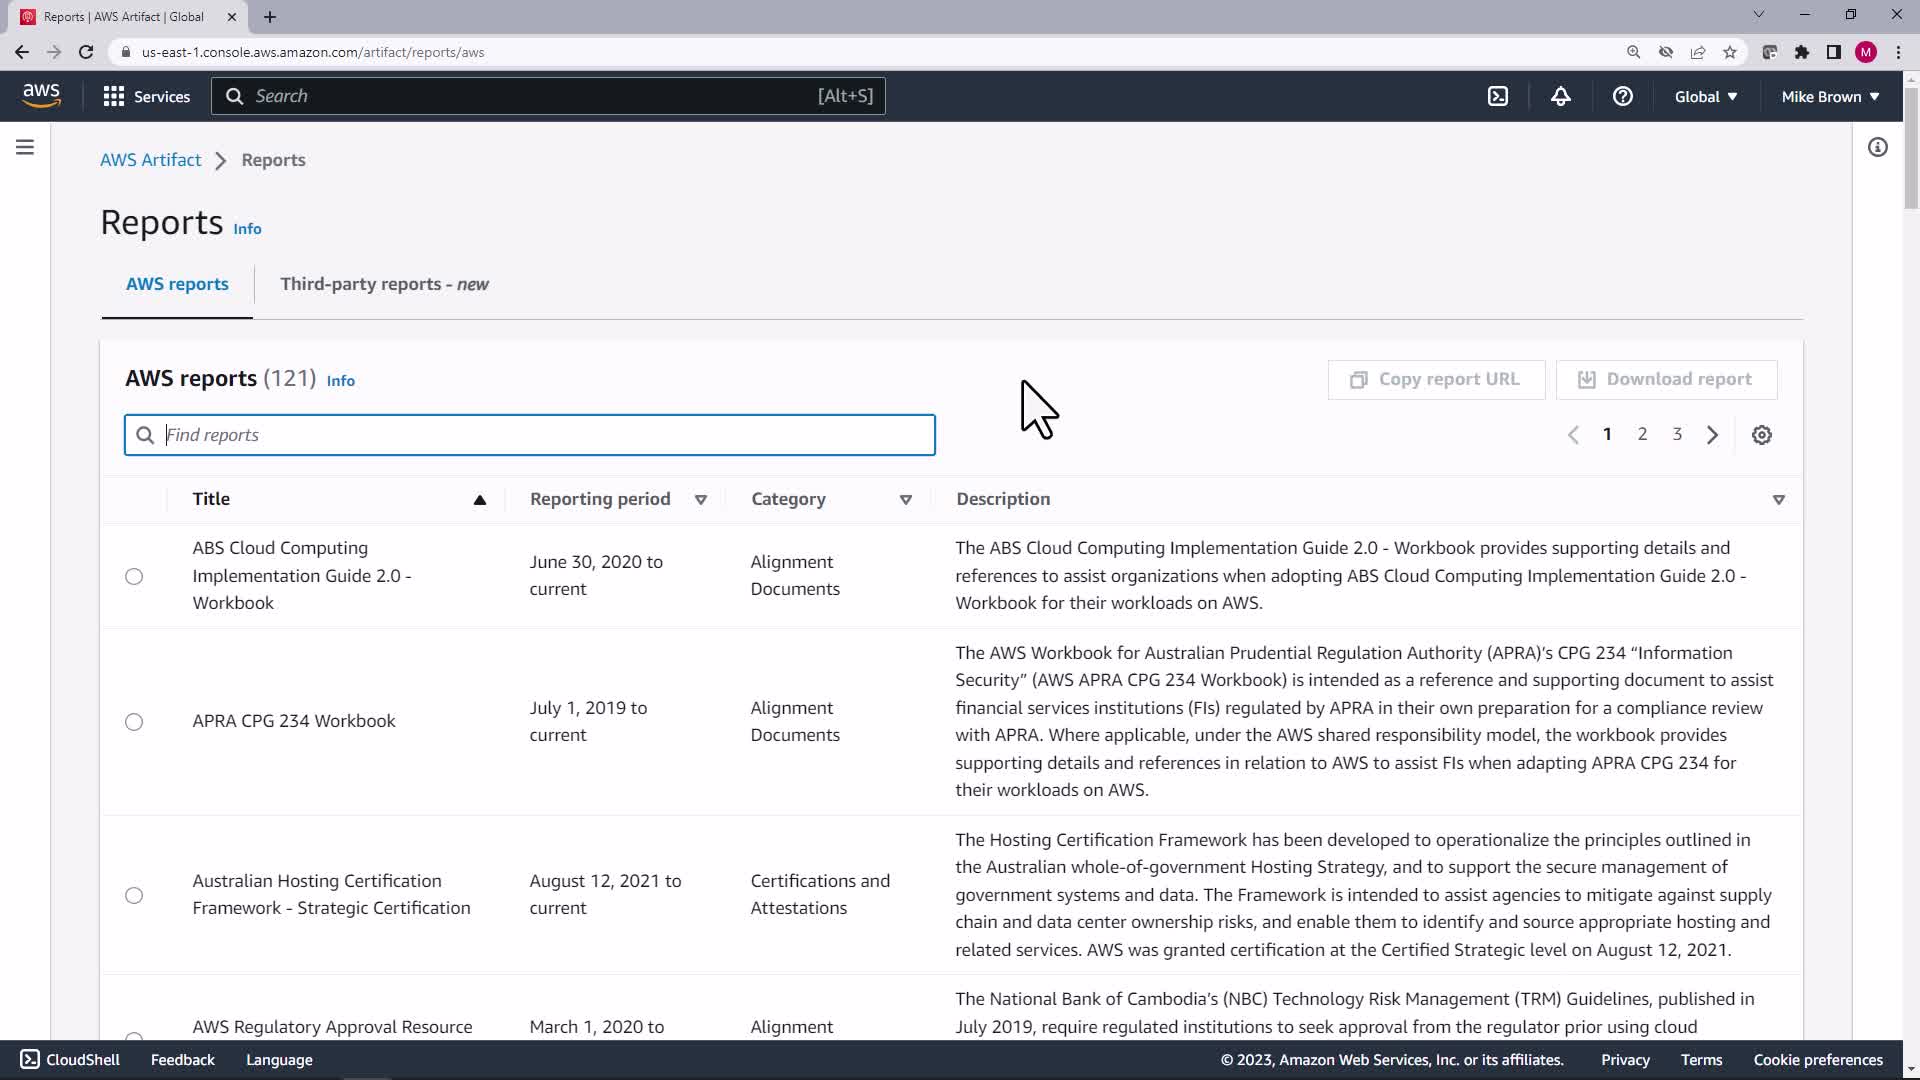 Reports | AWS Artifact | Global
us-east-1.console.aws.amazon.com/artifact/reports/aws
M
aws
Services
Search
[Alt+S]
Global
Mike Brown
AWS Artifact
Reports
Reports
Info
AWS reports
Third-party reports - new
AWS reports (121)
Info
Copy report URL
Download report
Find reports
1 2 3
Title
Reporting period
Category
Description
ABS Cloud Computing
Implementation Guide 2.0 -
Workbook
June 30, 2020 to
current
Alignment
Documents
The ABS Cloud Computing Implementation Guide 2.0 - Workbook provides supporting details and
references to assist organizations when adopting ABS Cloud Computing Implementation Guide 2.0 -
Workbook for their workloads on AWS.
APRA CPG 234 Workbook
July 1, 2019 to
current
Alignment
Documents
The AWS Workbook for Australian Prudential Regulation Authority (APRA)’s CPG 234 “Information
Security” (AWS APRA CPG 234 Workbook) is intended as a reference and supporting document to assist
financial services institutions (FIs) regulated by APRA in their own preparation for a compliance review
with APRA. Where applicable, under the AWS shared responsibility model, the workbook provides
supporting details and references in relation to AWS to assist FIs when adapting APRA CPG 234 for
their workloads on AWS.
Australian Hosting Certification
Framework - Strategic Certification
August 12, 2021 to
current
Certifications and
Attestations
The Hosting Certification Framework has been developed to operationalize the principles outlined in
the Australian whole-of-government Hosting Strategy, and to support the secure management of
government systems and data. The Framework is intended to assist agencies to mitigate against supply
chain and data center ownership risks, and enable them to identify and source appropriate hosting and
related services. AWS was granted certification at the Certified Strategic level on August 12, 2021.
AWS Regulatory Approval Resource
March 1, 2020 to
Alignment
The National Bank of Cambodia’s (NBC) Technology Risk Management (TRM) Guidelines, published in
July 2019, require regulated institutions to seek approval from the regulator prior using cloud
CloudShell
Feedback
Language
© 2023, Amazon Web Services, Inc. or its affiliates.
Privacy
Terms
Cookie preferences